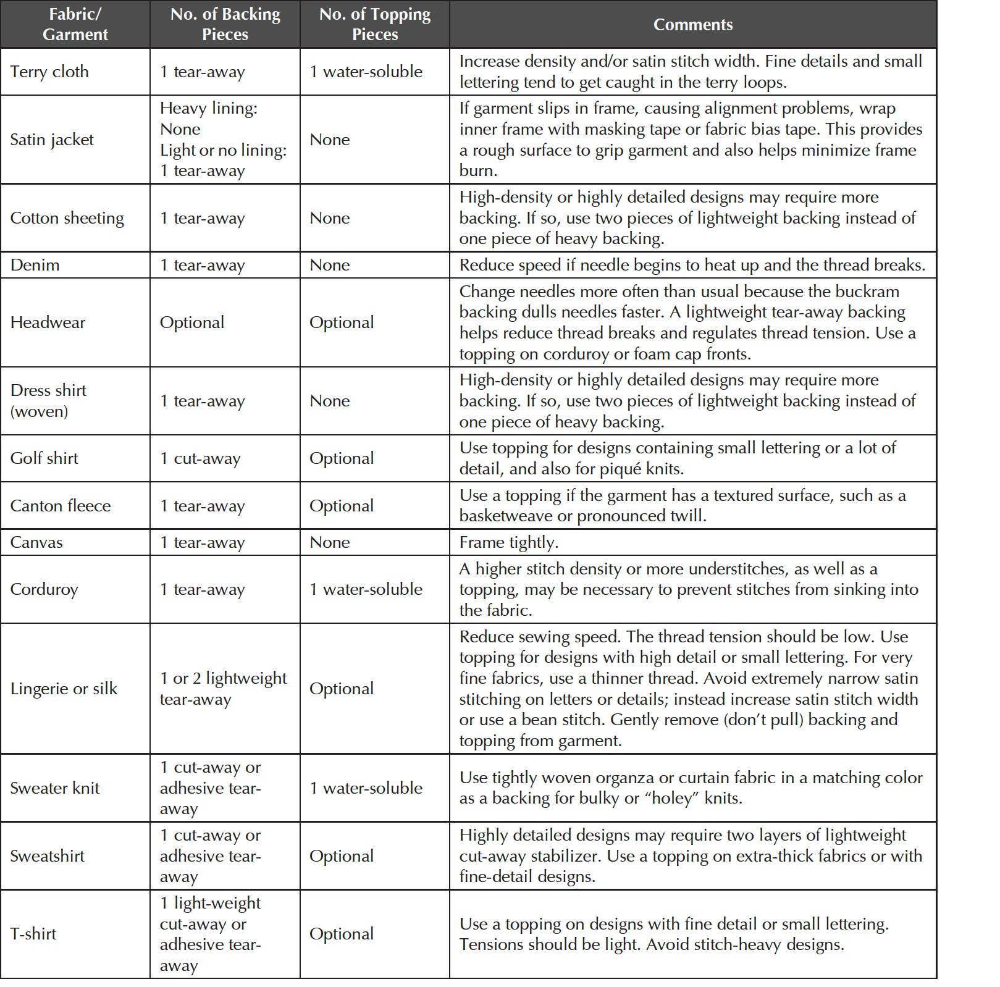 Fabric/
Garment
No. of Backing
Pieces
No. of Topping
Pieces
Comments
Terry cloth
1 tear-away
1 water-soluble
Increase density and/or satin stitch width. Fine details and small
lettering tend to get caught in the terry loops.
Satin jacket
Heavy lining:
None
Light or no lining:
1 tear-away
None
If garment slips in frame, causing alignment problems, wrap
inner frame with masking tape or fabric bias tape. This provides
a rough surface to grip garment and also helps minimize frame
burn.
Cotton sheeting
1 tear-away
None
High-density or highly detailed designs may require more
backing. If so, use two pieces of lightweight backing instead of
one piece of heavy backing.
Denim
1 tear-away
None
Reduce speed if needle begins to heat up and the thread breaks.
Headwear
Optional
Optional
Change needles more often than usual because the buckram
backing dulls needles faster. A lightweight tear-away backing
helps reduce thread breaks and regulates thread tension. Use a
topping on corduroy or foam cap fronts.
Dress shirt
(woven)
1 tear-away
None
High-density or highly detailed designs may require more
backing. If so, use two pieces of lightweight backing instead of
one piece of heavy backing.
Golf shirt
1 cut-away
Optional
Use topping for designs containing small lettering or a lot of
detail, and also for piqué knits.
Canton fleece
1 tear-away
Optional
Use a topping if the garment has a textured surface, such as a
basketweave or pronounced twill.
Canvas
1 tear-away
None
Frame tightly.
Corduroy
1 tear-away
1 water-soluble
A higher stitch density or more understitches, as well as a
topping, may be necessary to prevent stitches from sinking into
the fabric.
Lingerie or silk
1 or 2 lightweight
tear-away
Optional
Reduce sewing speed. The thread tension should be low. Use
topping for designs with high detail or small lettering. For very
fine fabrics, use a thinner thread. Avoid extremely narrow satin
stitching on letters or details; instead increase satin stitch width
or use a bean stitch. Gently remove (don’t pull) backing and
topping from garment.
Sweater knit
1 cut-away or
adhesive tear-
away
1 water-soluble
Use tightly woven organza or curtain fabric in a matching color
as a backing for bulky or “holey” knits.
Sweatshirt
1 cut-away or
adhesive tear-
away
Optional
Highly detailed designs may require two layers of lightweight
cut-away stabilizer. Use a topping on extra-thick fabrics or with
fine-detail designs.
T-shirt
1 light-weight
cut-away or
adhesive tear-
away
Optional
Use a topping on designs with fine detail or small lettering.
Tensions should be light. Avoid stitch-heavy designs.